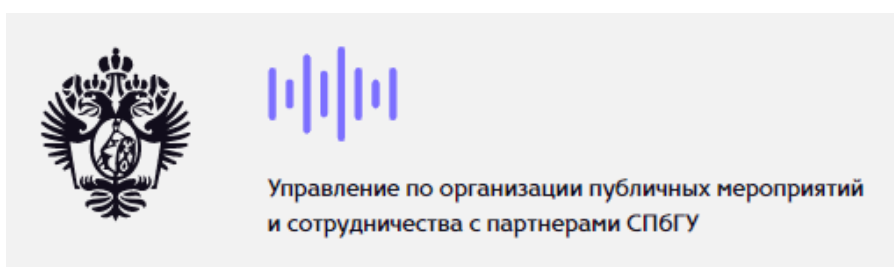 Управление по организации публичных мероприятий
и сотрудничества с партнерами СПбГУ